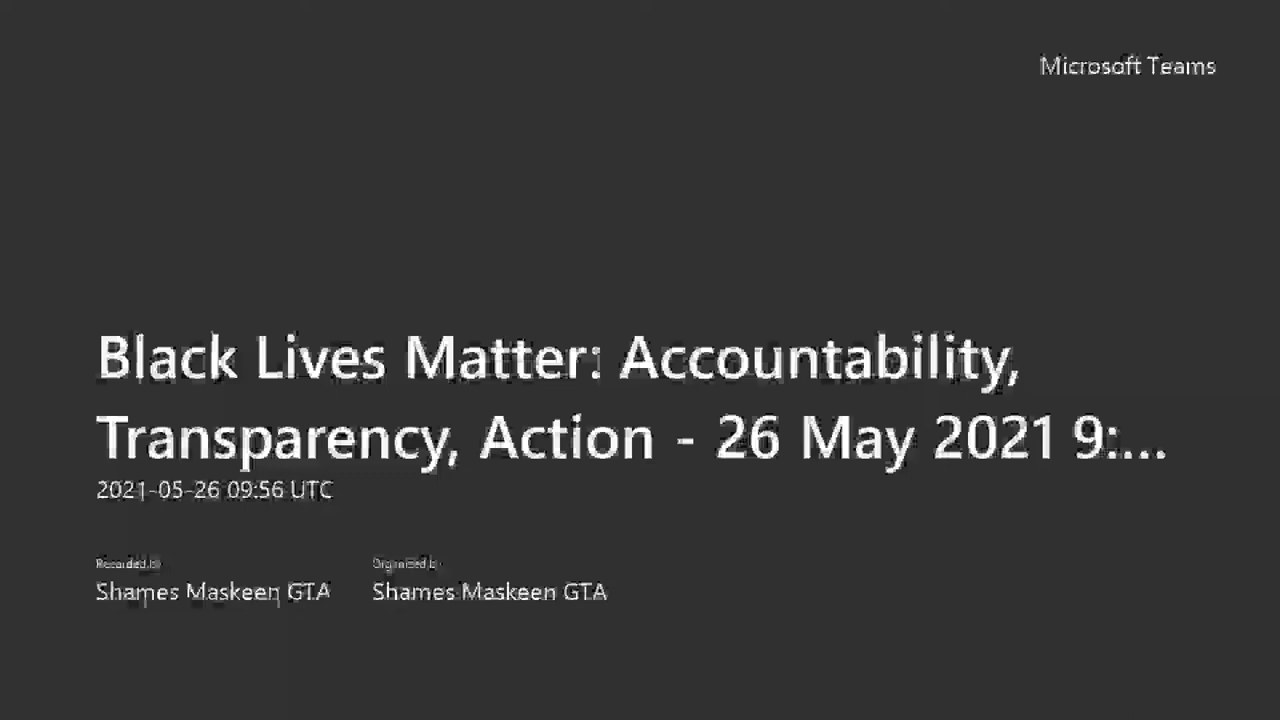 Microsoft Teams
Black Lives Matter: Accountability,
Transparency, Action - 26 May 2021 9:...
2021-05-26 09:56 UTC
Recorded by
Organized by
Shames Maskeen GTA
Shames Maskeen GTA